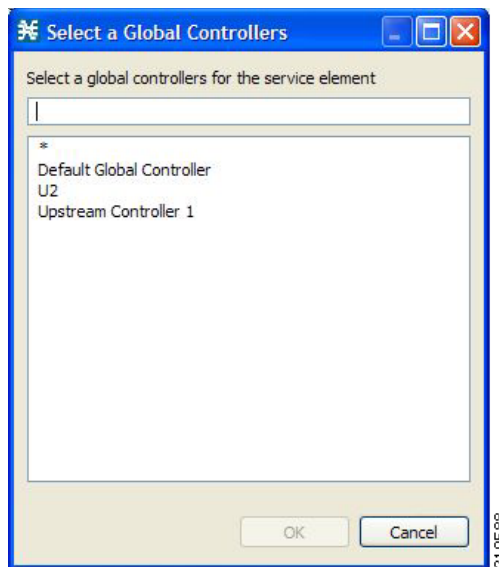 Select a Global Controllers
Select a global controllers for the service element
*
Default Global Controller
U2
Upstream Controller 1
OK
Cancel